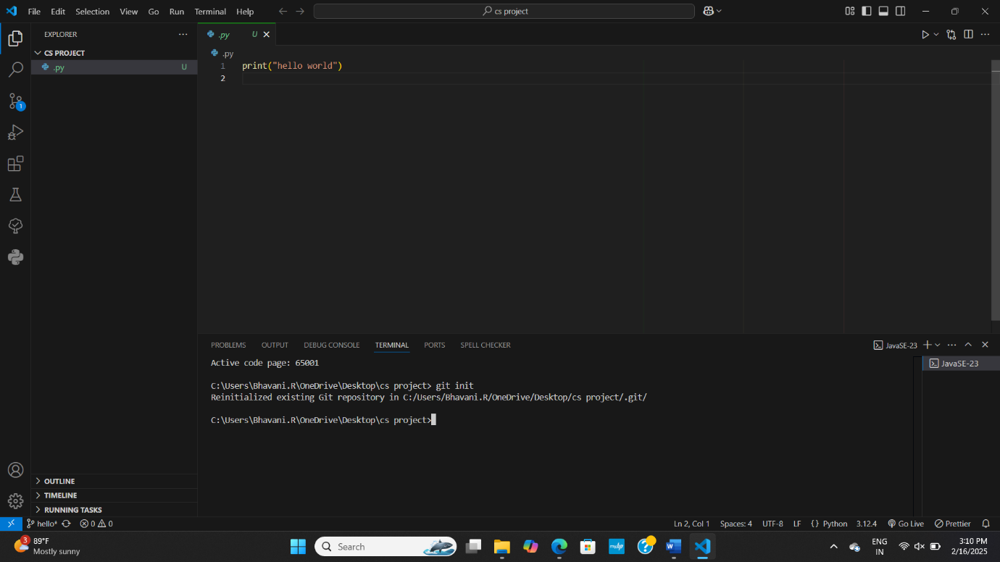 File Edit Selection View Go Run Terminal Help
cs project
EXPLORER
CS PROJECT
.py U
.py U
.py
1 print("hello world")
2
1
PROBLEMS OUTPUT DEBUG CONSOLE TERMINAL PORTS SPELL CHECKER
JavaSE-23
JavaSE-23
Active code page: 65001
C:\Users\Bhavani.R\OneDrive\Desktop\cs project> git init
Reinitialized existing Git repository in C:/Users/Bhavani.R/OneDrive/Desktop/cs project/.git/
C:\Users\Bhavani.R\OneDrive\Desktop\cs project>
OUTLINE
TIMELINE
RUNNING TASKS
hello* 0 0
Ln 2, Col 1 Spaces: 4 UTF-8 LF {} Python 3.12.4 Go Live Prettier
3
89°F
Mostly sunny
Search
myhp
W
ENG
IN
3:10 PM
2/16/2025